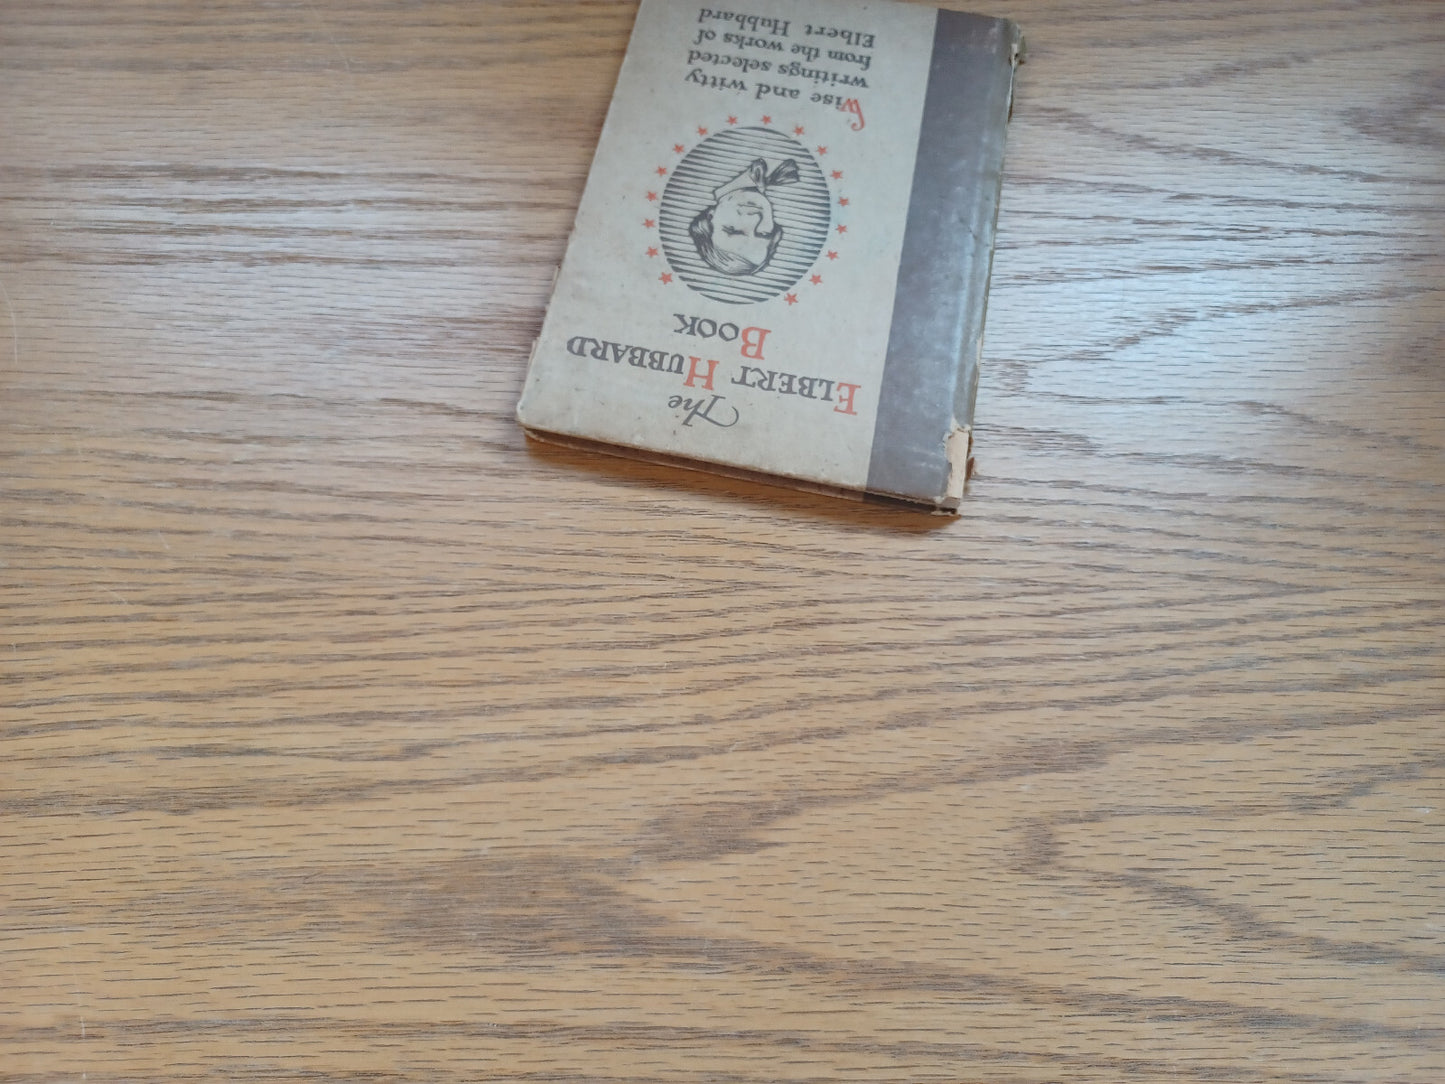 The
ELBERT HUBBARD
BOOK
Wise and witty
writings selected
from the works of
Elbert Hubbard